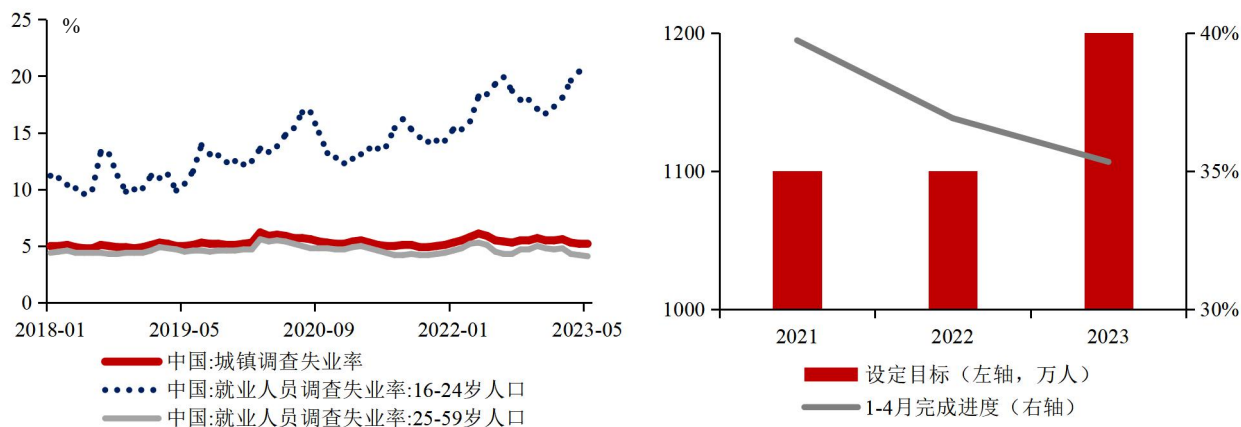 %
25
20
15
10
5
0
2018-01 2019-05 2020-09 2022-01 2023-05
中国:城镇调查失业率
中国:就业人员调查失业率:16-24岁人口
中国:就业人员调查失业率:25-59岁人口
1200 40%
1100 35%
1000 30%
2021 2022 2023
设定目标（左轴，万人）
1-4月完成进度（右轴）